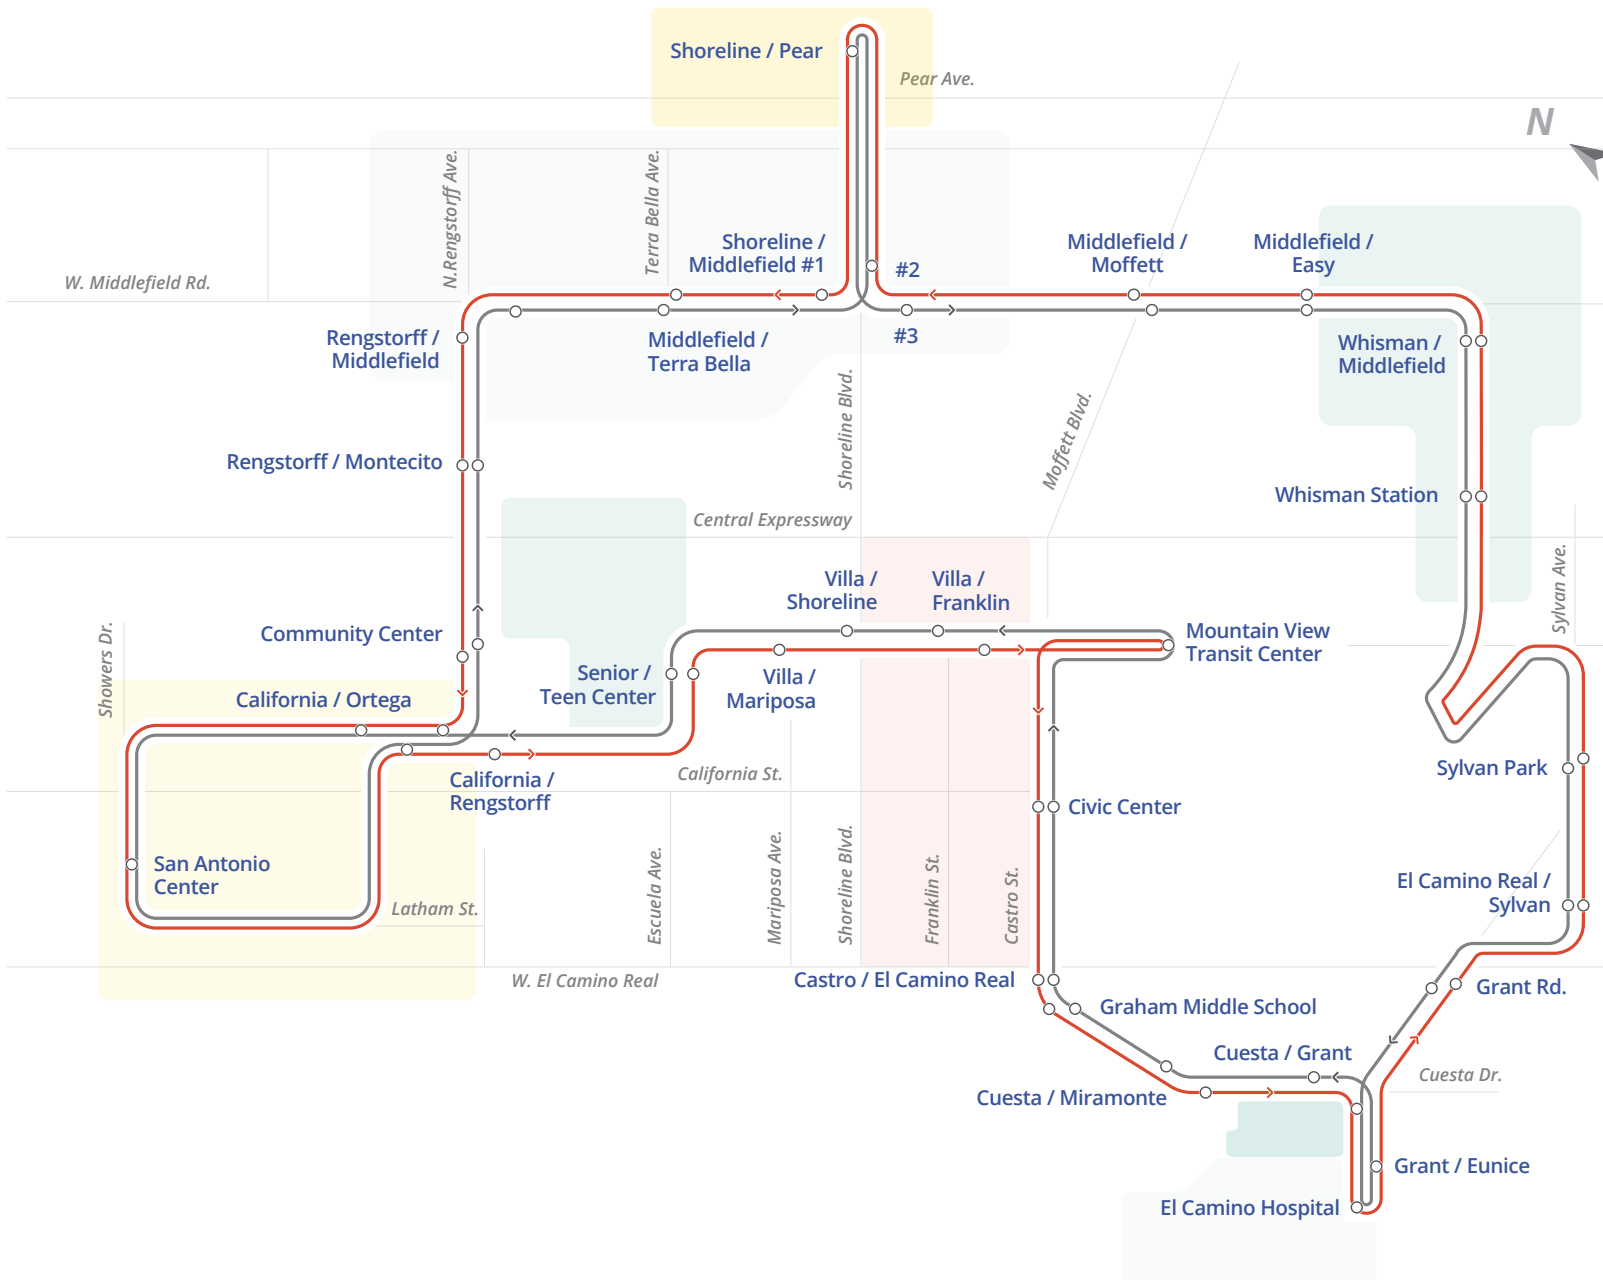 Shoreline / Pear
Pear Ave.
N
N.Rengstorff Ave.
Terra Bella Ave.
Shoreline /
Middlefield #1
#2
Middlefield /
Moffett
Middlefield /
Easy
W. Middlefield Rd.
Rengstorff /
Middlefield
Middlefield /
Terra Bella
#3
Whisman /
Middlefield
Shoreline Blvd.
Moffett Blvd.
Rengstorff / Montecito
Whisman Station
Central Expressway
Sylvan Ave.
Villa /
Shoreline
Villa /
Franklin
Showers Dr.
Community Center
Mountain View
Transit Center
Senior /
Teen Center
Villa /
Mariposa
California / Ortega
California /
Rengstorff
California St.
Sylvan Park
Civic Center
San Antonio
Center
Latham St.
Escuela Ave.
Mariposa Ave.
Shoreline Blvd.
Franklin St.
Castro St.
El Camino Real /
Sylvan
W. El Camino Real
Castro / El Camino Real
Grant Rd.
Graham Middle School
Cuesta / Grant
Cuesta Dr.
Cuesta / Miramonte
Grant / Eunice
El Camino Hospital